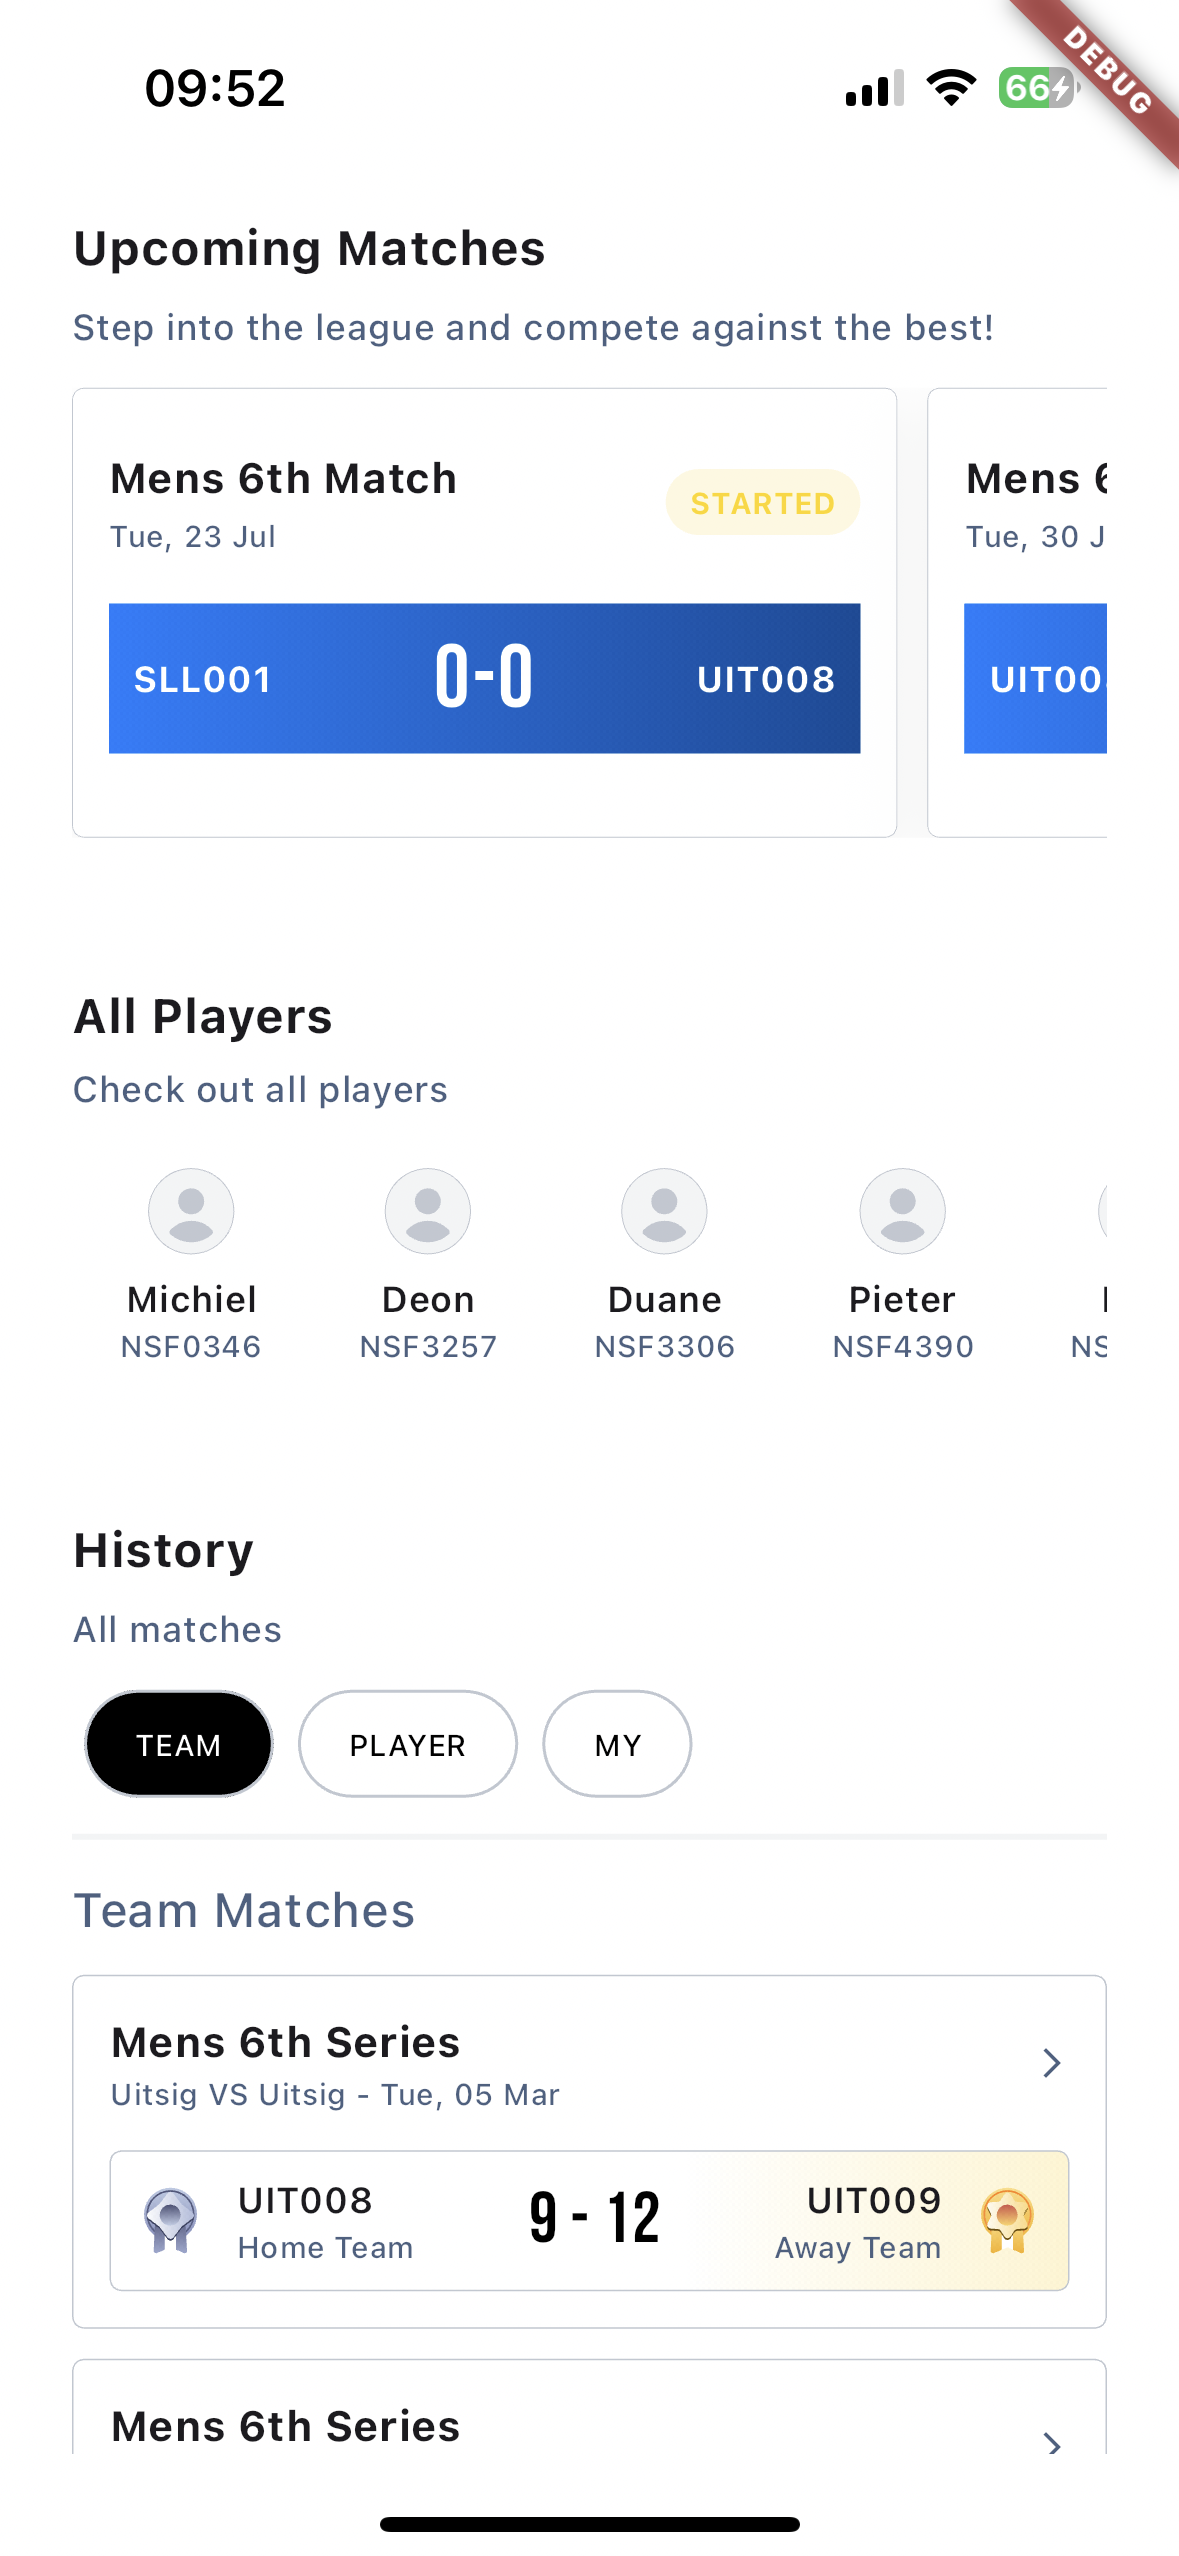 09:52
66
DEBUG
Upcoming Matches
Step into the league and compete against the best!
Mens 6th Match
STARTED
Tue, 23 Jul
SLL001 0-0 UIT008
Mens 6
Tue, 30 J
UIT00
All Players
Check out all players
Michiel
NSF0346
Deon
NSF3257
Duane
NSF3306
Pieter
NSF4390
NS
History
All matches
TEAM PLAYER MY
Team Matches
Mens 6th Series
Uitsig VS Uitsig - Tue, 05 Mar
UIT008
Home Team
9 - 12
UIT009
Away Team
Mens 6th Series